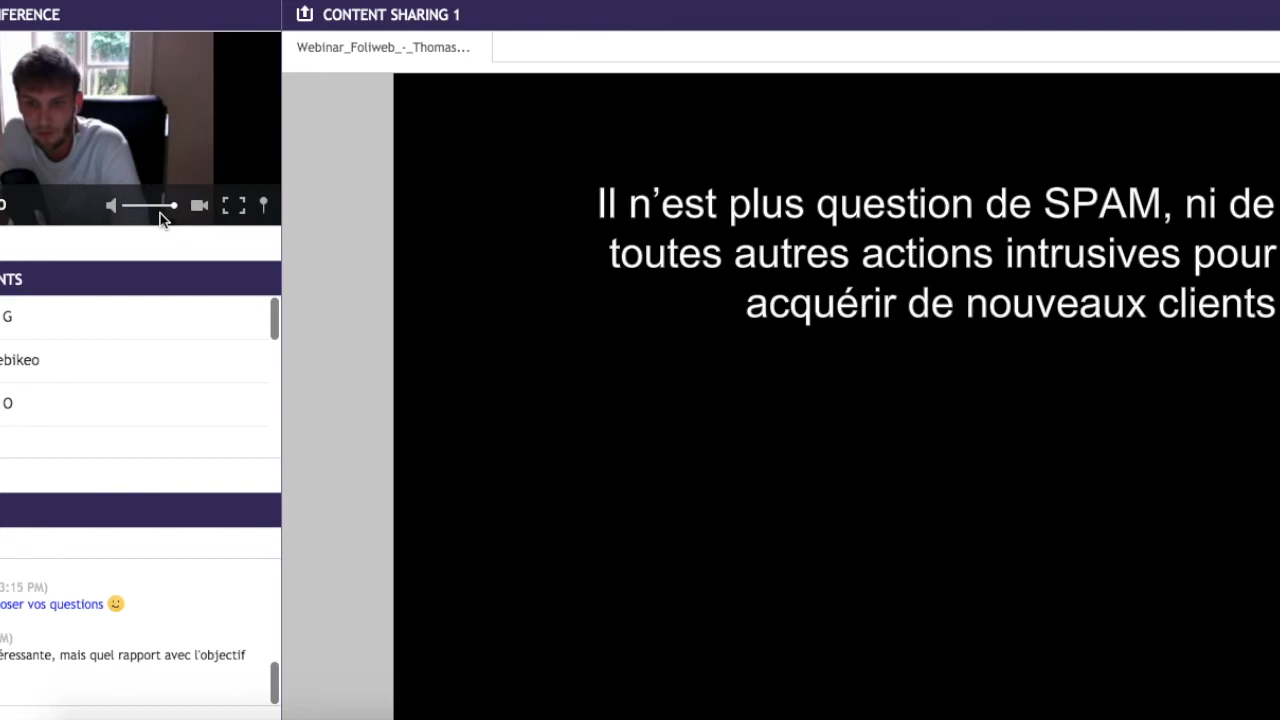 IFERENCE
CONTENT SHARING 1
Webinar_Foliweb_-_Thomas...
Il n’est plus question de SPAM, ni de
toutes autres actions intrusives pour
acquérir de nouveaux clients
O
NTS
G
ebikeo
O
3:15 PM)
oser vos questions
M)
éressante, mais quel rapport avec l'objectif